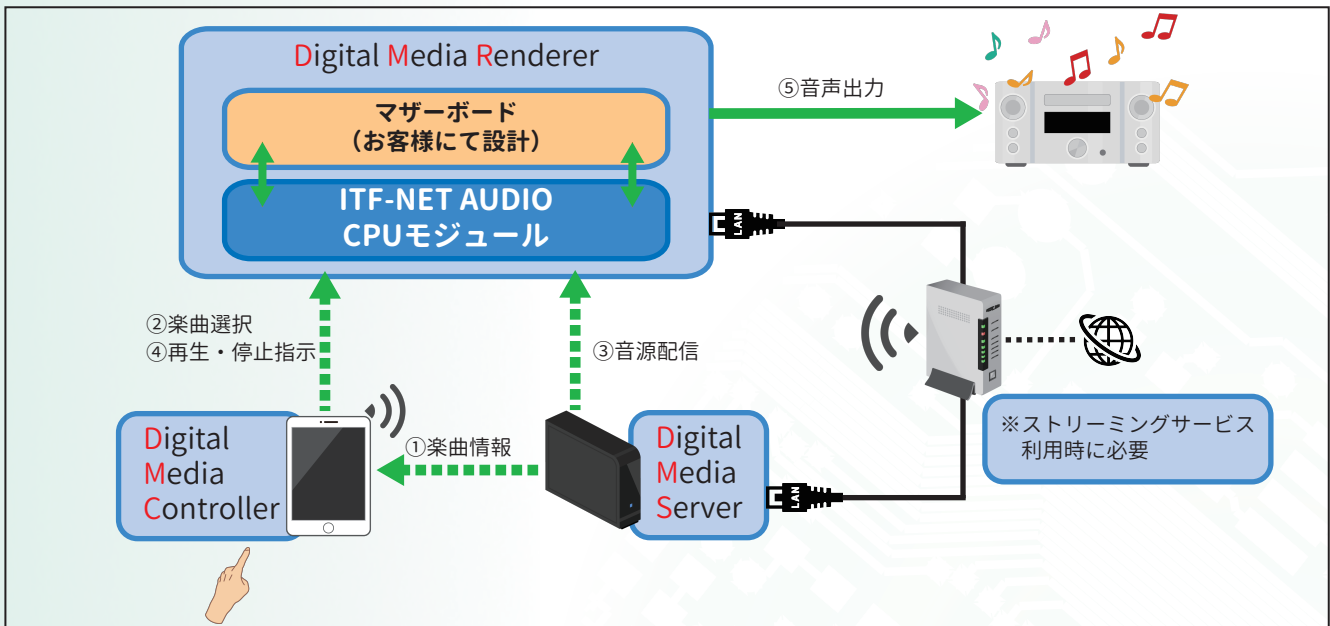 Digital Media Renderer
マザーボード
（お客様にて設計）
ITF-NET AUDIO
CPUモジュール
⑤音声出力
LAN
②楽曲選択
④再生・停止指示
③音源配信
①楽曲情報
Digital
Media
Controller
Digital
Media
Server
LAN
※ストリーミングサービス
利用時に必要